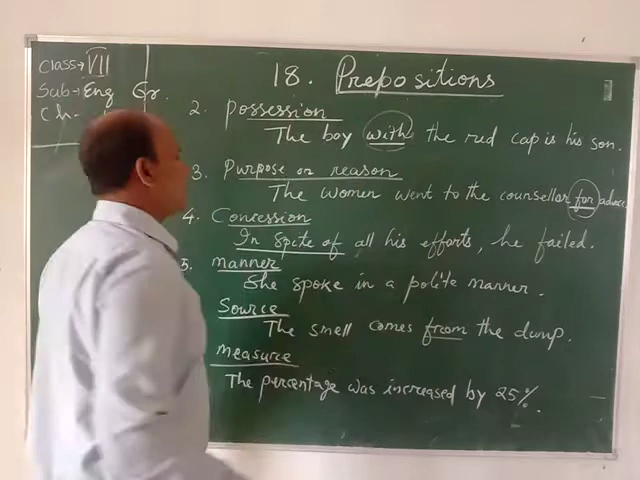 Class→ VII
Sub→ Eng Gr.
Ch-
18. Prepositions
2. Possession
The boy with the red cap is his son.
3. Purpose or reason
The women went to the counsellor for advice
4. Concession
In spite of all his efforts, he failed.
5. manner
She spoke in a polite manner.
Source
The smell comes from the dump.
measure
The percentage was increased by 25%.